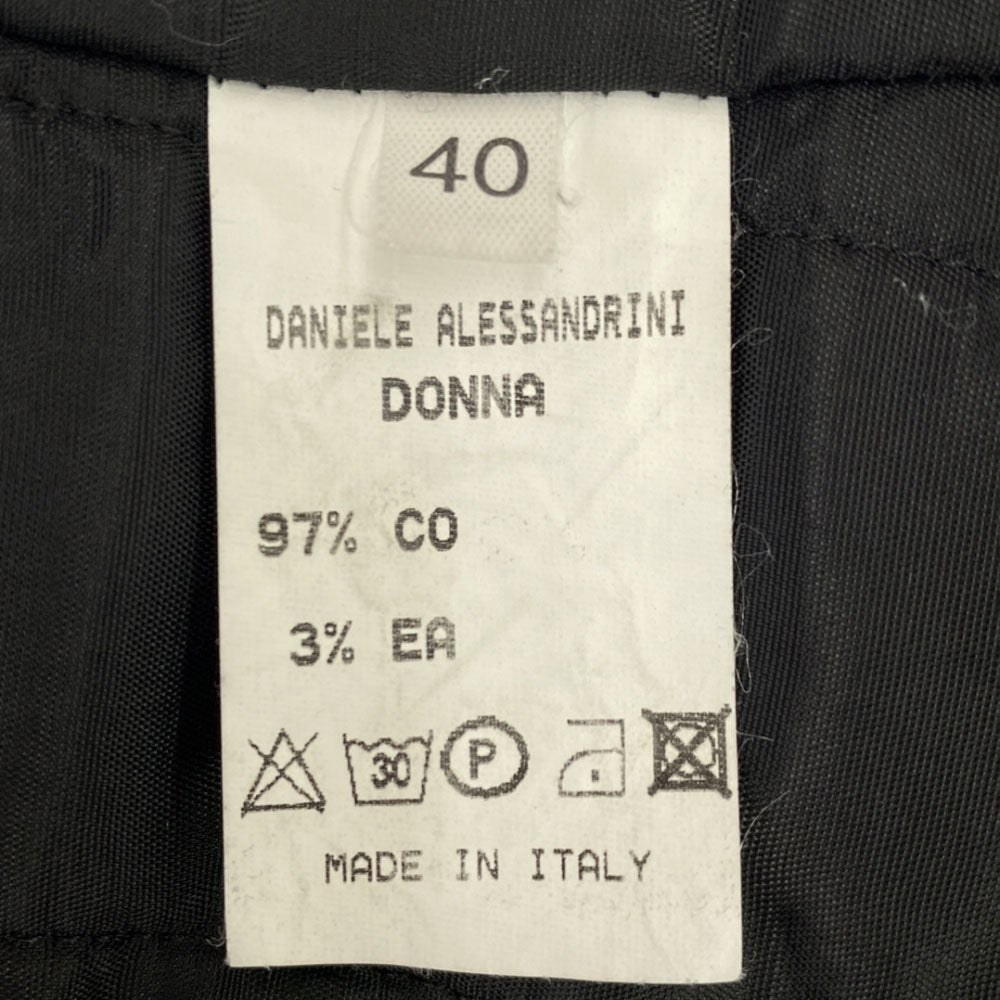 40
DANIELE ALESSANDRINI
DONNA
97% CO
3% EA
30 P
MADE IN ITALY